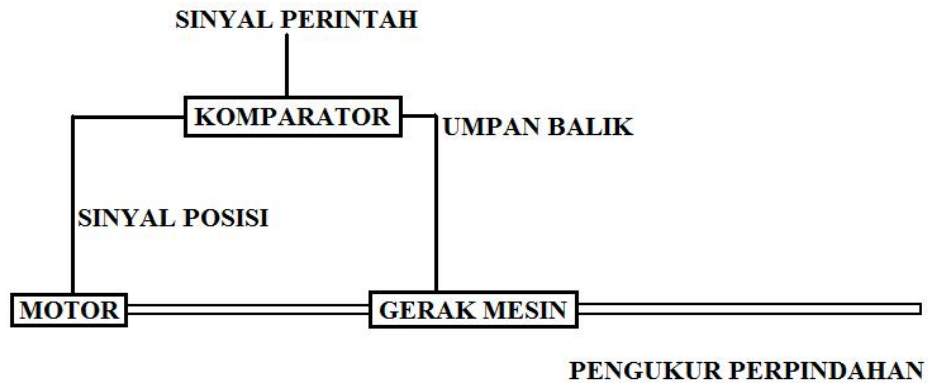 SINYAL PERINTAH
KOMPARATOR
UMPAN BALIK
SINYAL POSISI
MOTOR
GERAK MESIN
PENGUKUR PERPINDAHAN